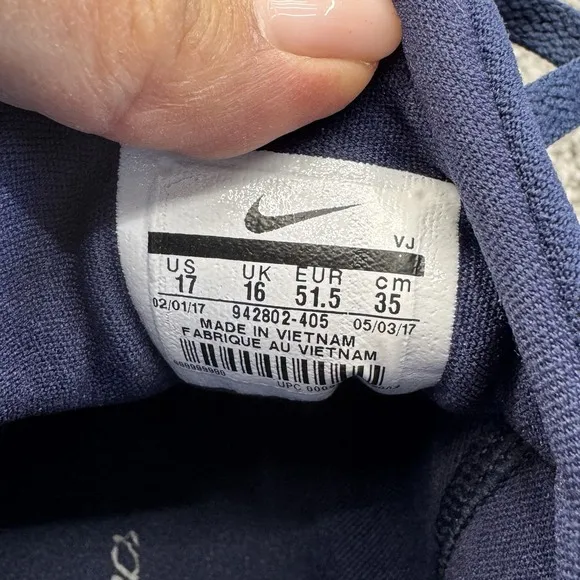 VJ
US UK EUR cm
17 16 51.5 35
02/01/17 942802-405 05/03/17
MADE IN VIETNAM
FABRIQUE AU VIETNAM
UPC